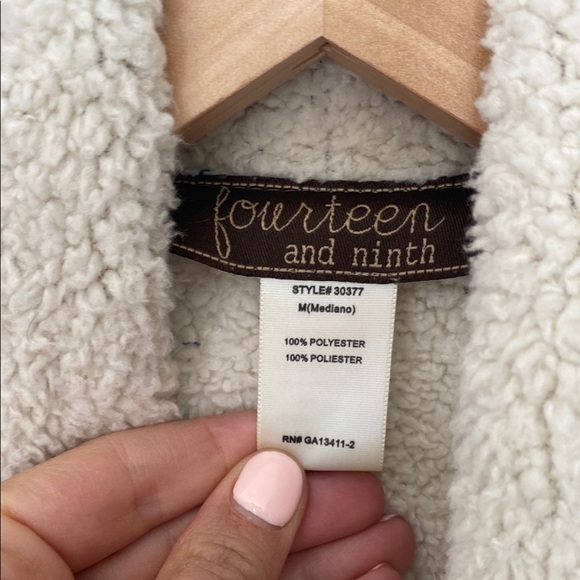 fourteen
and ninth
STYLE# 30377
M(Mediano)
100% POLYESTER
100% POLIESTER
RN# GA13411-2